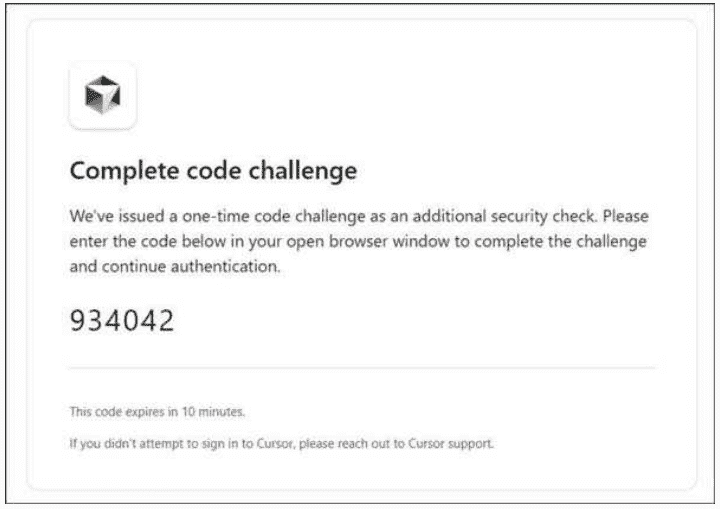 Complete code challenge
We've issued a one-time code challenge as an additional security check. Please
enter the code below in your open browser window to complete the challenge
and continue authentication.
934042
This code expires in 10 minutes.
If you didn't attempt to sign in to Cursor, please reach out to Cursor support.